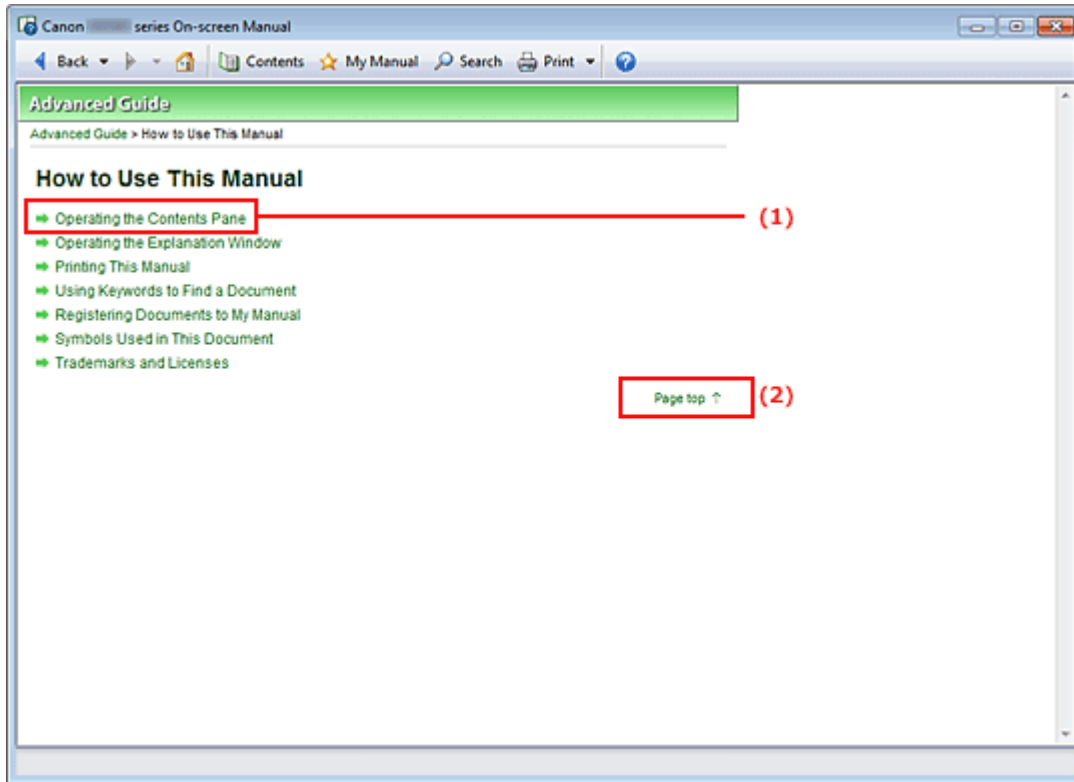 Canon series On-screen Manual
Back Contents My Manual Search Print
Advanced Guide
Advanced Guide > How to Use This Manual
How to Use This Manual
Operating the Contents Pane (1)
Operating the Explanation Window
Printing This Manual
Using Keywords to Find a Document
Registering Documents to My Manual
Symbols Used in This Document
Trademarks and Licenses
Page top ↑ (2)